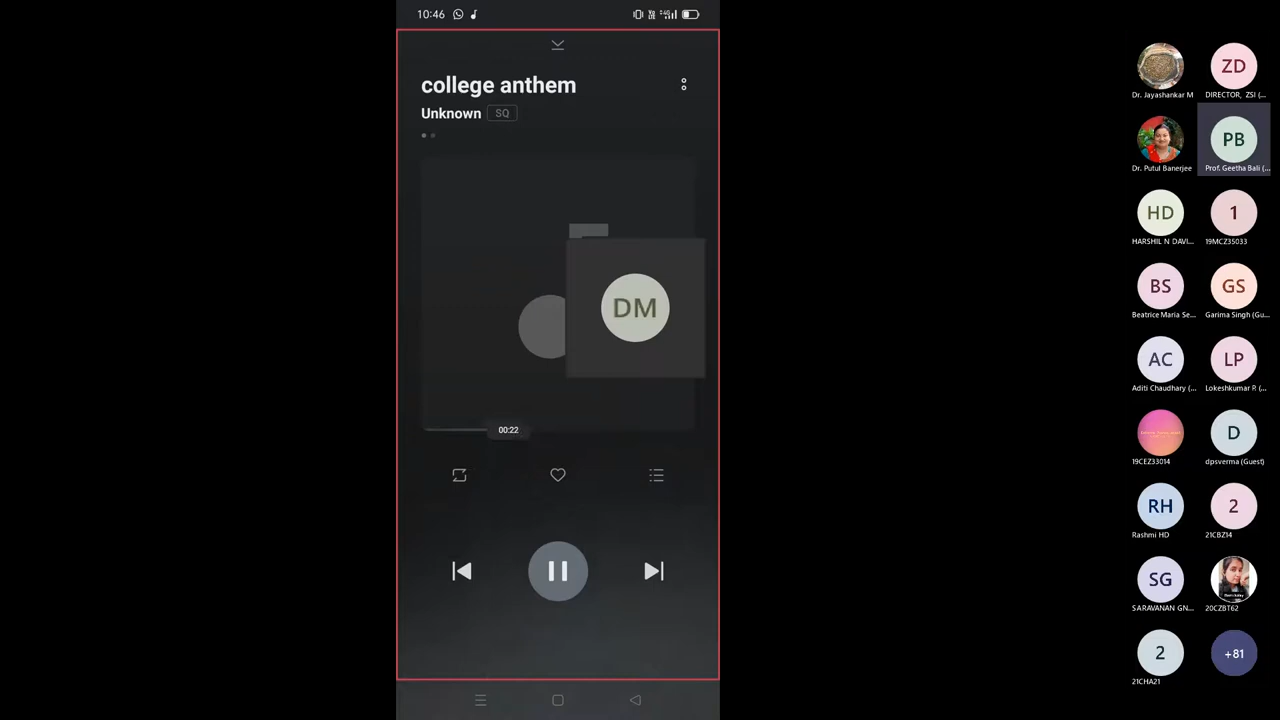 10:46
college anthem
Unknown SQ
DM
00:22
ZD
Dr. Jayashankar M
DIRECTOR, ZSI (...
PB
Dr. Putul Banerjee
Prof. Geetha Bali (...
HD
1
HARSHIL N DAVI...
19MCZ35033
BS
GS
Beatrice Maria Se...
Garima Singh (Gu...
AC
LP
Aditi Chaudhary (...
Lokeshkumar P. (...
D
19CEZ33014
dpsverma (Guest)
RH
2
Rashmi HD
21CBZ14
SG
SARAVANAN GN...
20CZBT62
2
+81
21CHA21